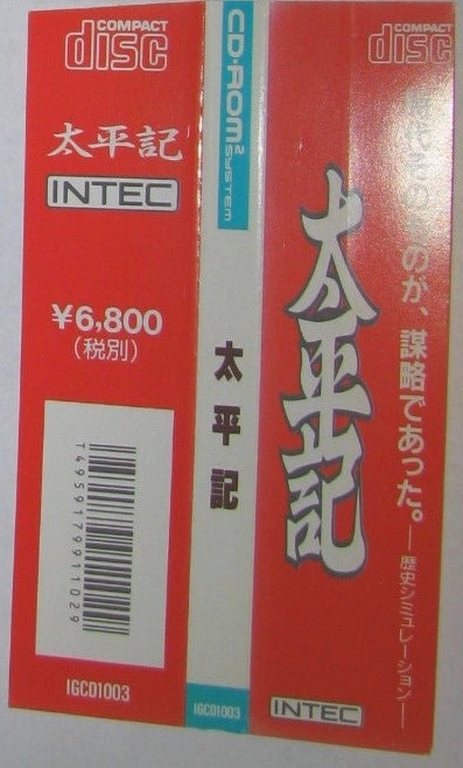 COMPACT
disc
太平記
INTEC
¥6,800
(税別)
T4959179911029
IGCD1003
CD-ROM² SYSTEM
太平記
IGCD1003
COMPACT
disc
太平記
のが、謀略であった。
—歴史シミュレーション—
INTEC